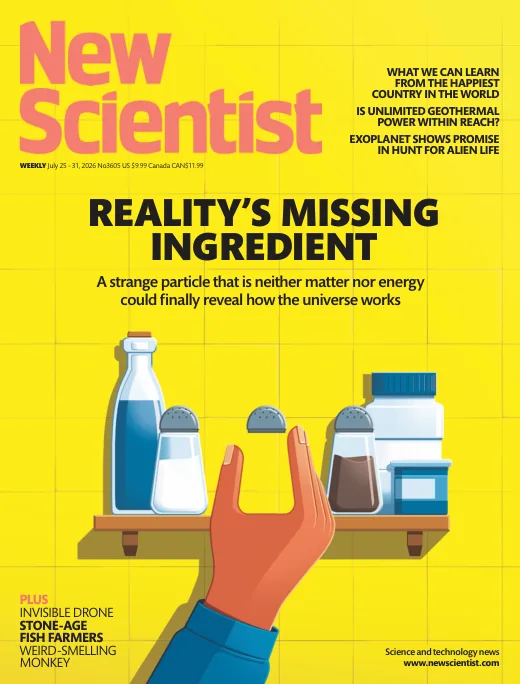 New
Scientist
WEEKLY July 25 - 31, 2026 No3605 US $9.99 Canada CAN$11.99
WHAT WE CAN LEARN
FROM THE HAPPIEST
COUNTRY IN THE WORLD
IS UNLIMITED GEOTHERMAL
POWER WITHIN REACH?
EXOPLANET SHOWS PROMISE
IN HUNT FOR ALIEN LIFE
REALITY'S MISSING
INGREDIENT
A strange particle that is neither matter nor energy
could finally reveal how the universe works
PLUS
INVISIBLE DRONE
STONE-AGE
FISH FARMERS
WEIRD-SMELLING
MONKEY
Science and technology news
www.newscientist.com